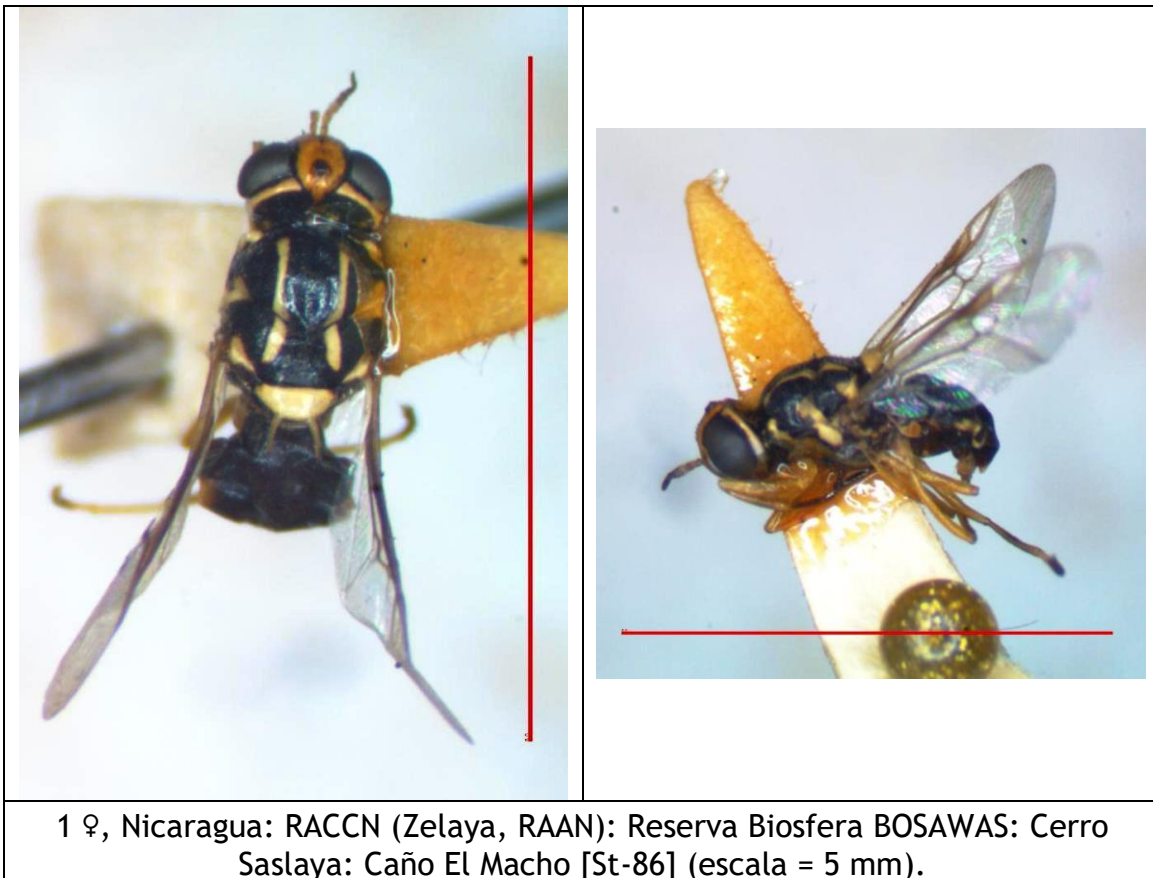 1 ♀, Nicaragua: RACCN (Zelaya, RAAN): Reserva Biosfera BOSAWAS: Cerro
Saslaya: Caño El Macho [St-86] (escala = 5 mm).